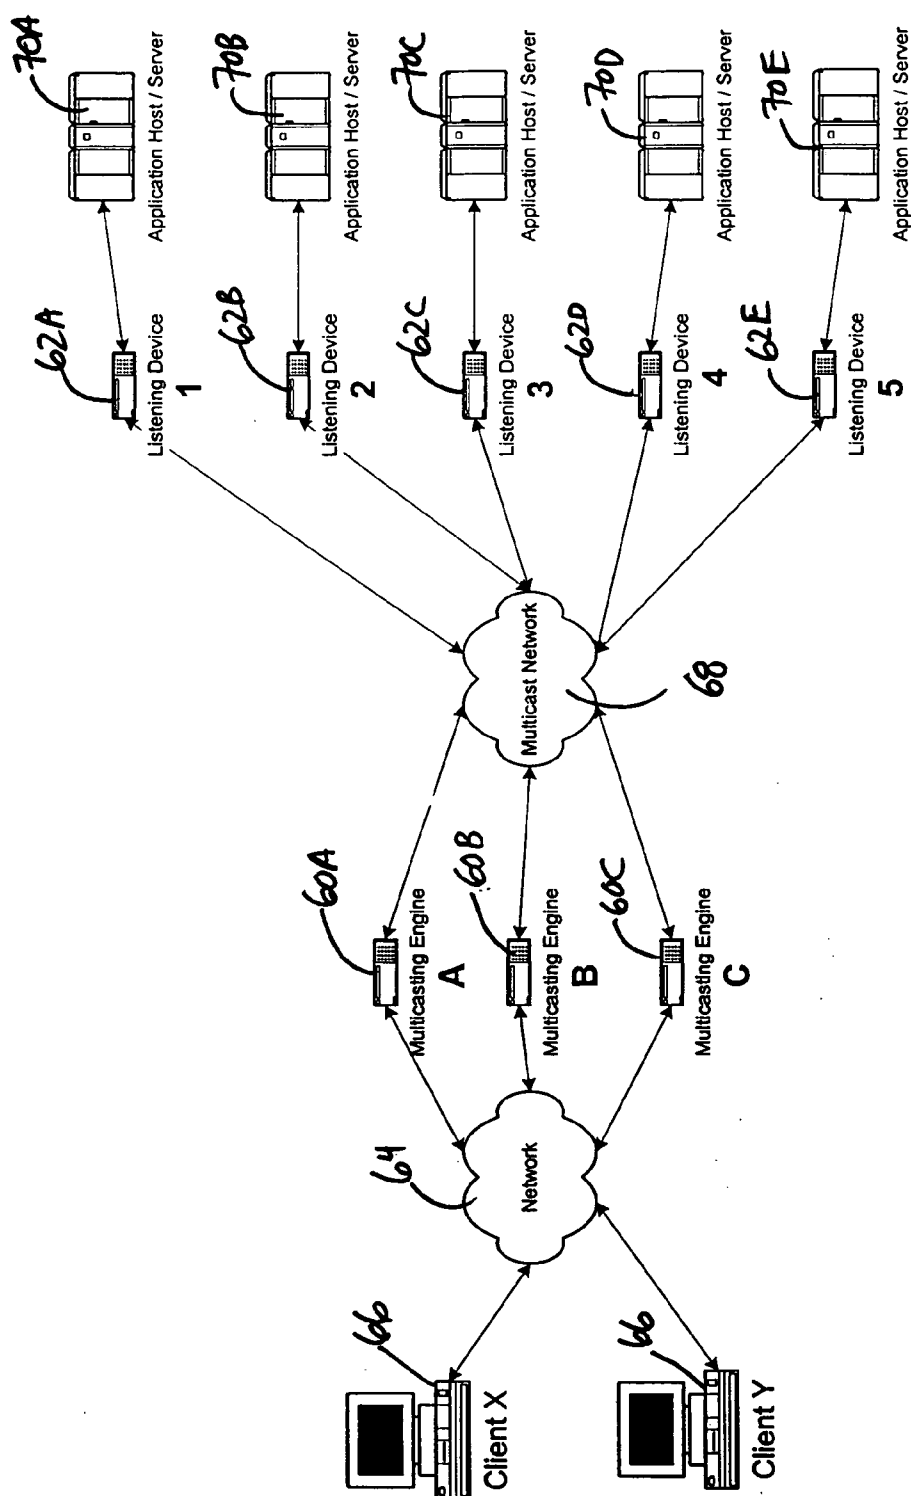 Client X
66
Client Y
66
Network
64
Multicasting Engine
A
60A
Multicasting Engine
B
60B
Multicasting Engine
C
60C
Multicast Network
68
Listening Device
1
62A
Listening Device
2
62B
Listening Device
3
62C
Listening Device
4
62D
Listening Device
5
62E
Application Host / Server
70A
Application Host / Server
70B
Application Host / Server
70C
Application Host / Server
70D
Application Host / Server
70E